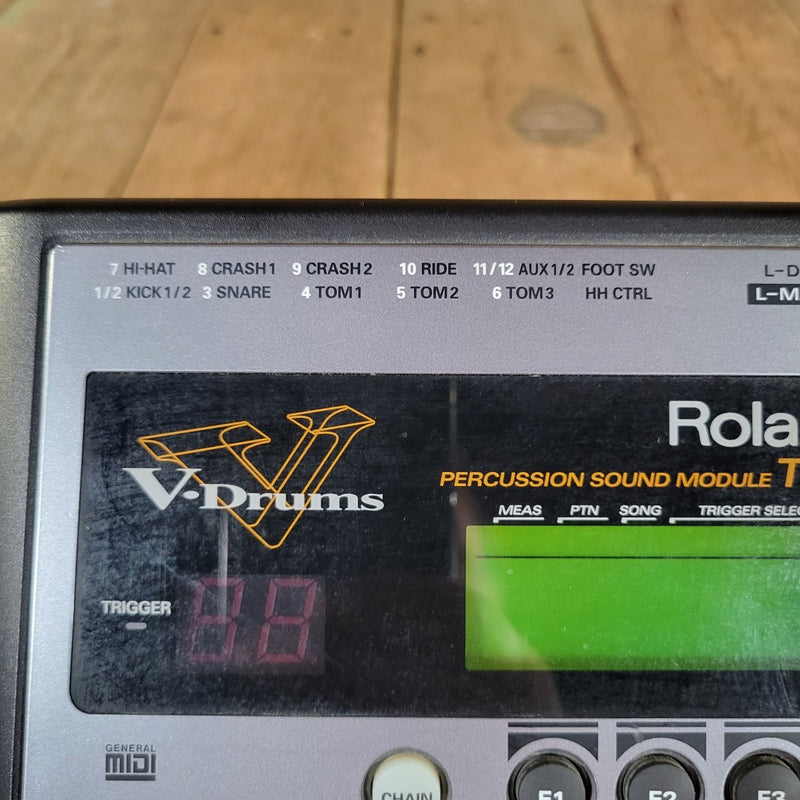 7 HI-HAT 8 CRASH1 9 CRASH2 10 RIDE 11/12 AUX1/2 FOOT SW L-D
1/2 KICK1/2 3 SNARE 4 TOM1 5 TOM2 6 TOM3 HH CTRL L-M
Rola
V-Drums
PERCUSSION SOUND MODULE T
MEAS PTN SONG TRIGGER SELEC
TRIGGER
88
GENERAL
MIDI
CHAIN F1 F2 F3